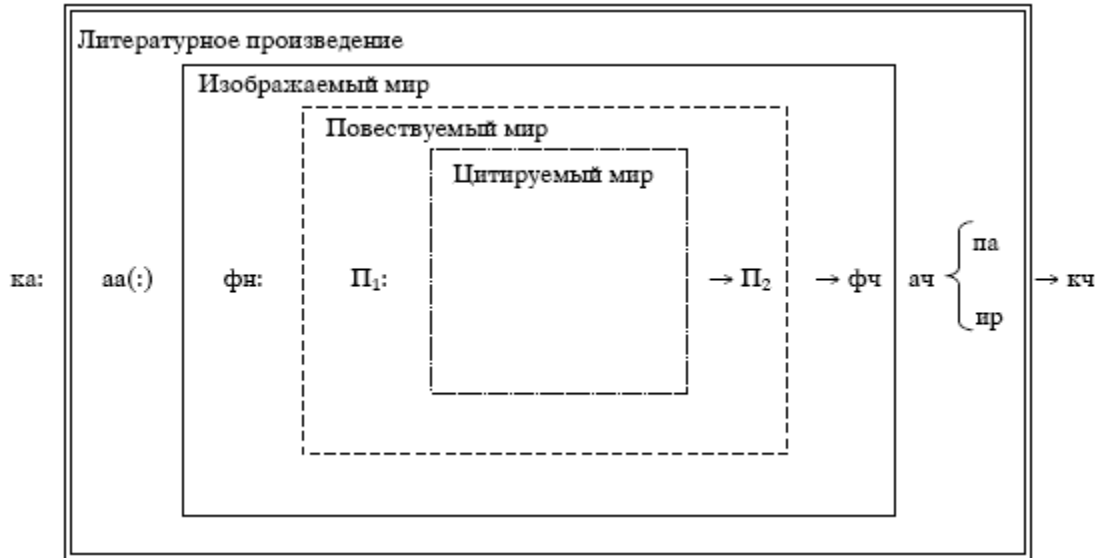 Литературное произведение
Изображаемый мир
Повествуемый мир
Цитируемый мир
ка: аа(:) фн: П₁: → П₂ → фч ач { па ир → кч